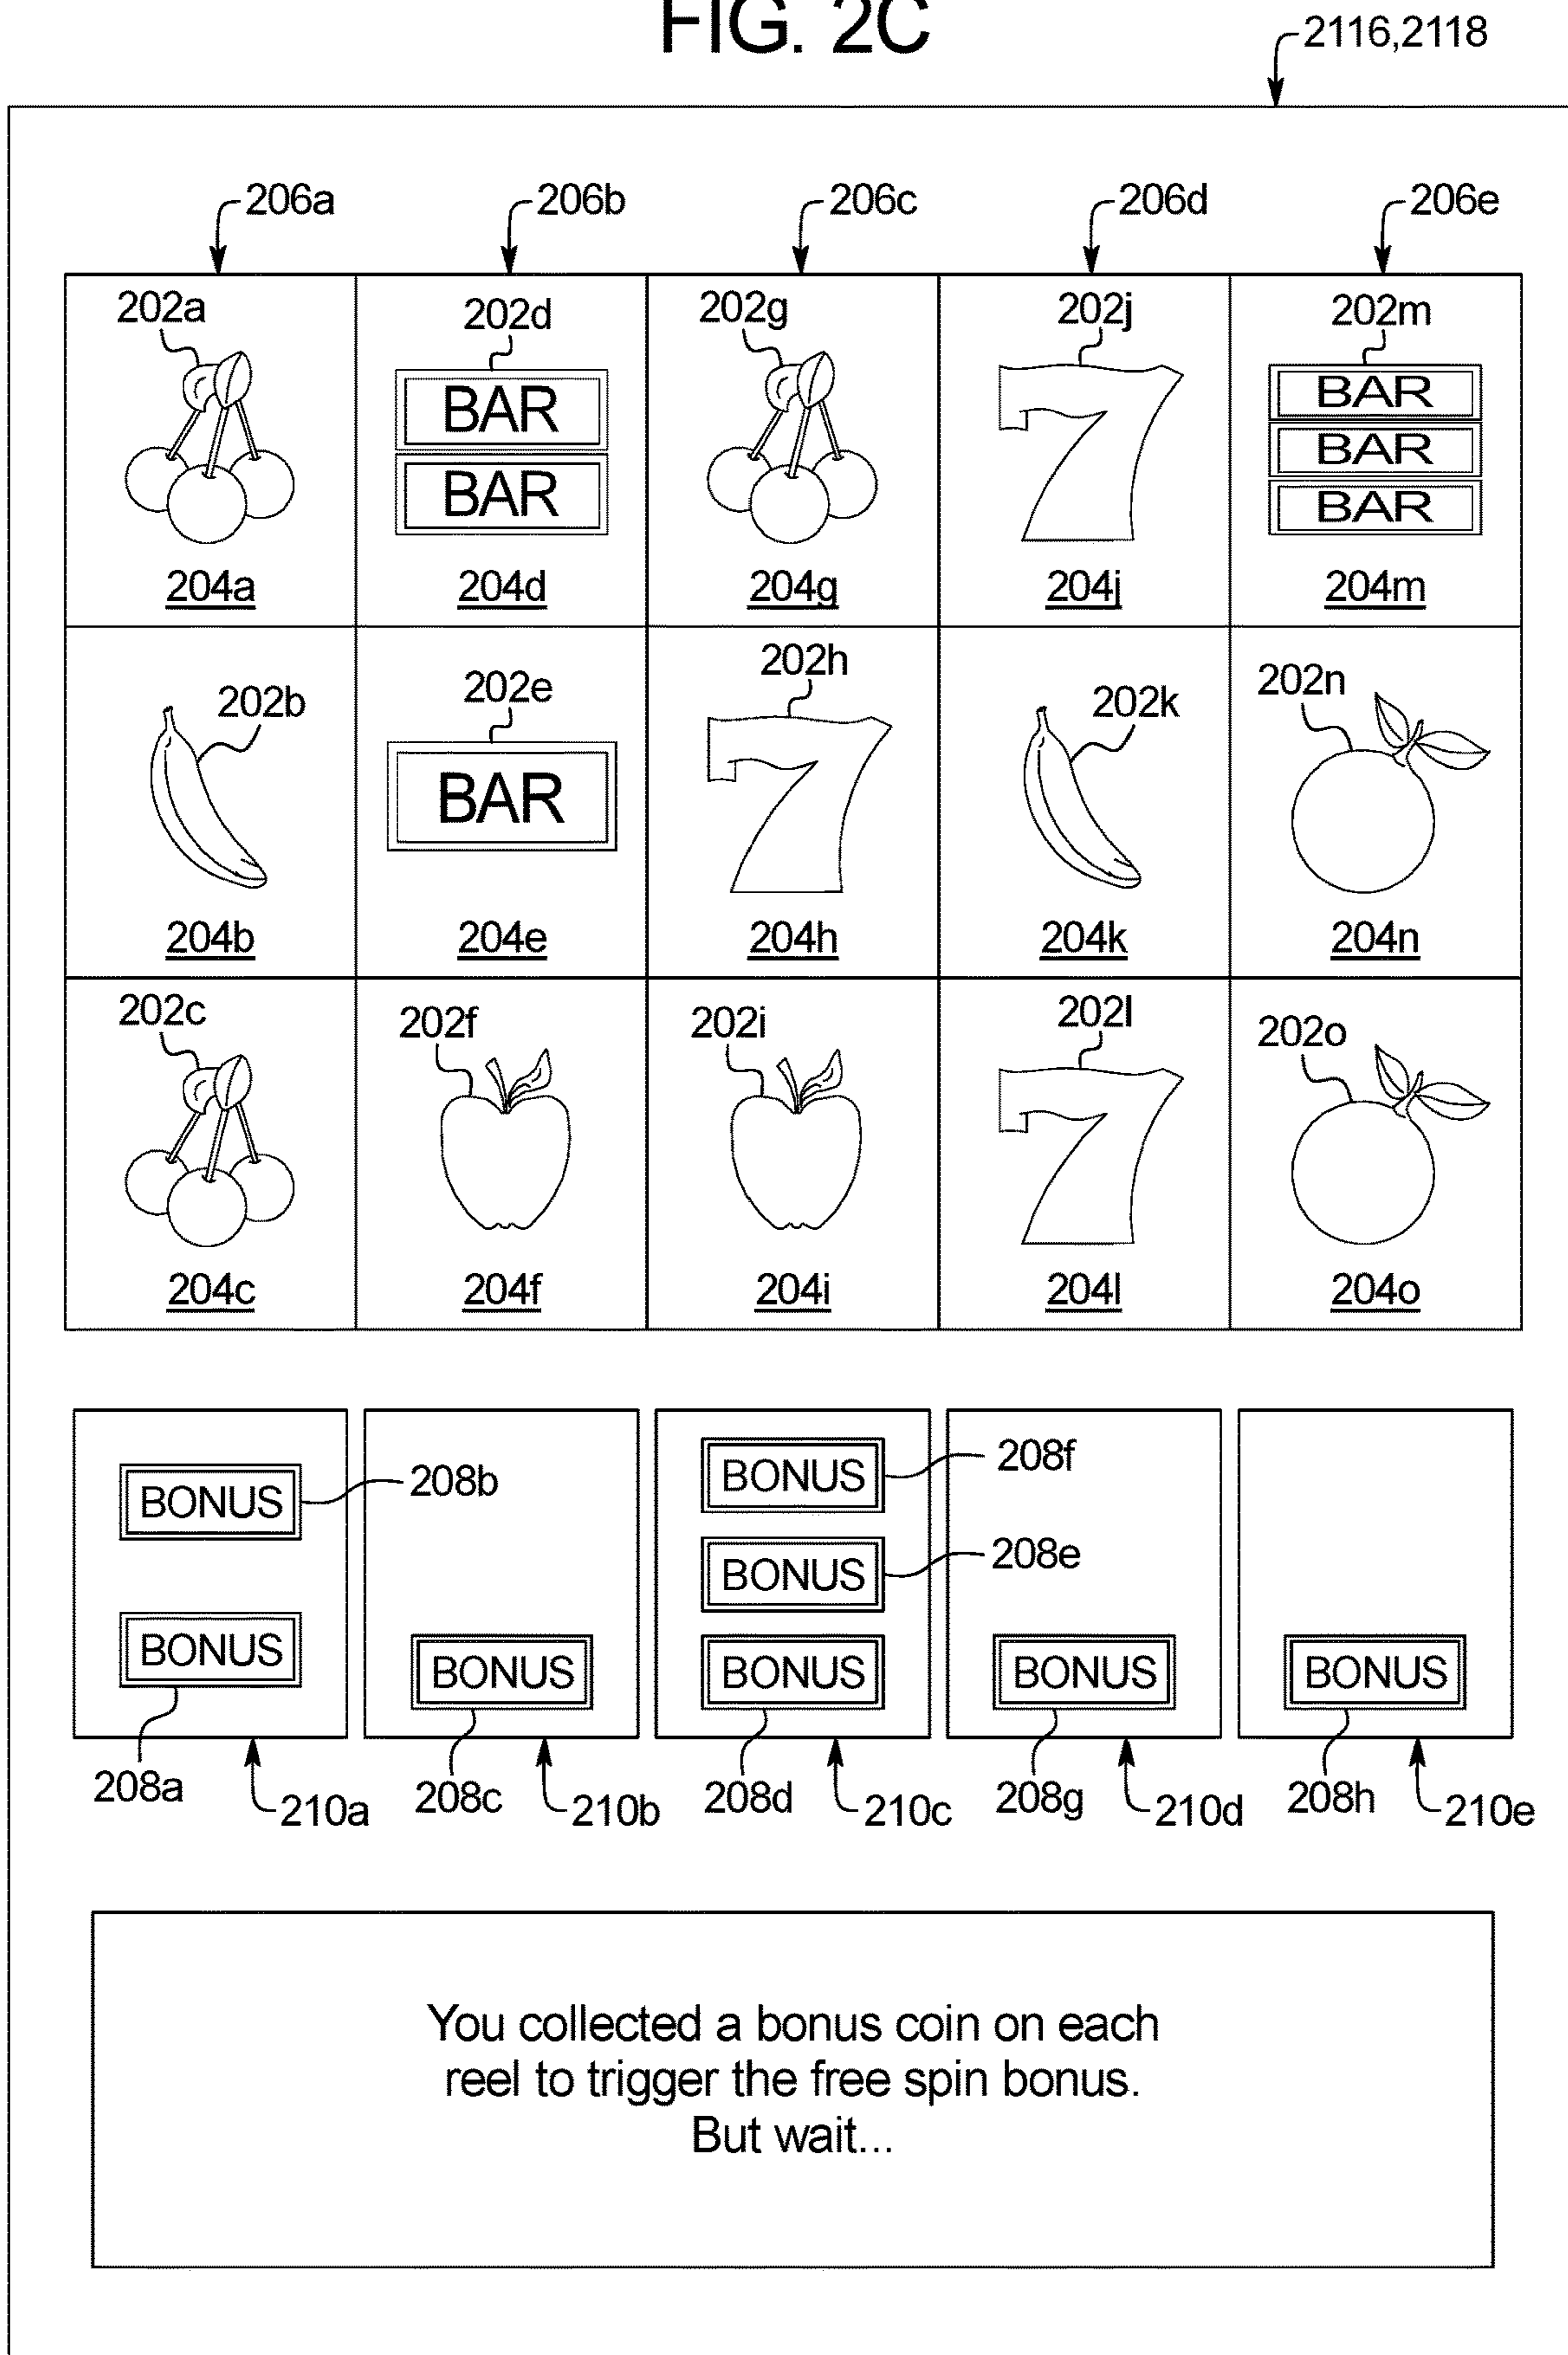 FIG. 2C
2116,2118
206a 206b 206c 206d 206e
202a 202d 202g 202j 202m
BAR BAR
BAR BAR
BAR
204a 204d 204g 204j 204m
202b 202e 202h 202k 202n
BAR
204b 204e 204h 204k 204n
202c 202f 202i 202l 202o
204c 204f 204i 204l 204o
BONUS 208b BONUS 208f
BONUS 208e
BONUS BONUS BONUS BONUS BONUS
208a 210a 208c 210b 208d 210c 208g 210d 208h 210e
You collected a bonus coin on each
reel to trigger the free spin bonus.
But wait...